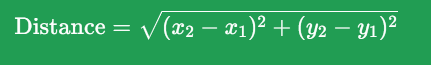 Distance = √(x₂ − x₁)² + (y₂ − y₁)²